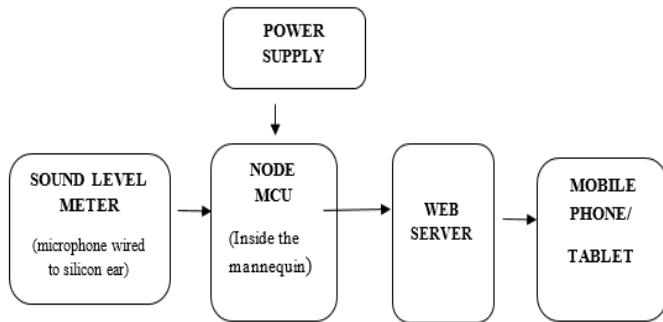 POWER
SUPPLY
SOUND LEVEL
METER
(microphone wired
to silicon ear)
NODE
MCU
(Inside the
mannequin)
WEB
SERVER
MOBILE
PHONE/
TABLET